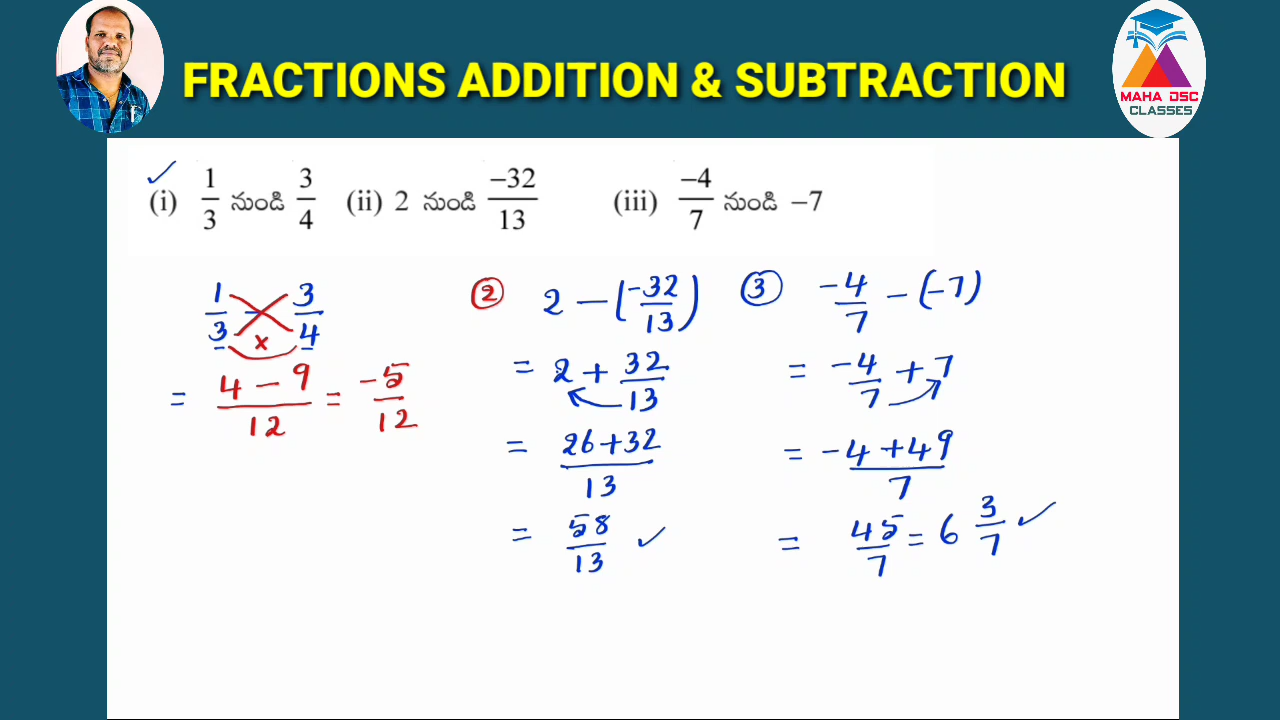 FRACTIONS ADDITION & SUBTRACTION
MAHA DSC
CLASSES
(i) 1/3 నుండి 3/4 (ii) 2 నుండి −32/13 (iii) −4/7 నుండి −7
1/3 − 3/4
×
= (4 − 9)/12 = −5/12
② 2 − (−32/13)
= 2 + 32/13
= (26+32)/13
= 58/13
③ −4/7 − (−7)
= −4/7 + 7
= (−4+49)/7
= 45/7 = 6 3/7